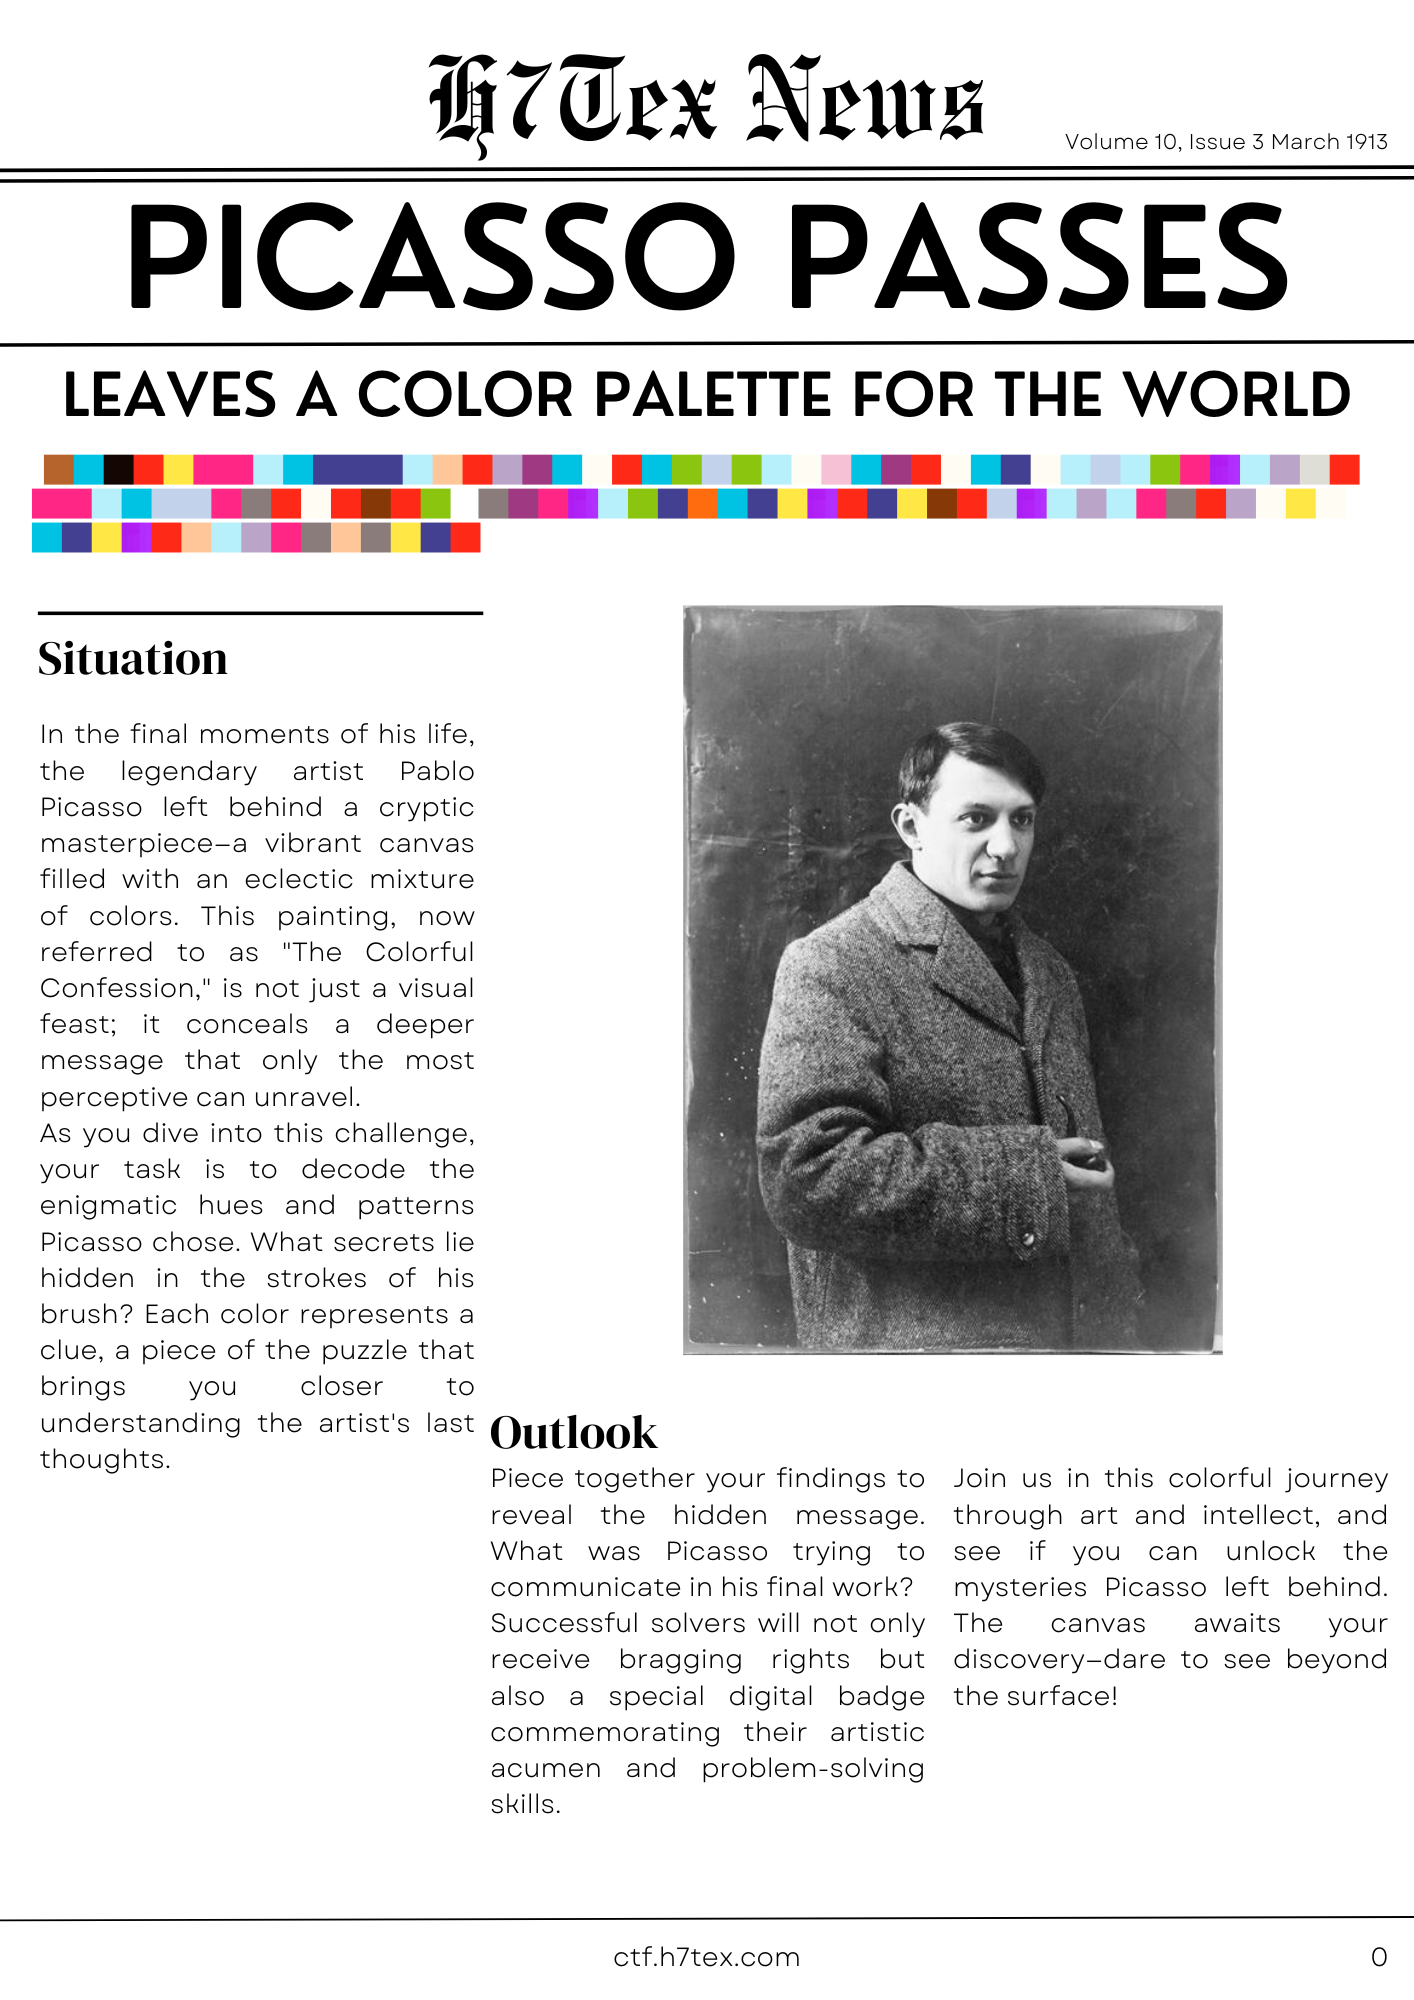 H7Tex News
Volume 10, Issue 3 March 1913
PICASSO PASSES
LEAVES A COLOR PALETTE FOR THE WORLD
Situation
In the final moments of his life,
the legendary artist Pablo
Picasso left behind a cryptic
masterpiece—a vibrant canvas
filled with an eclectic mixture
of colors. This painting, now
referred to as "The Colorful
Confession," is not just a visual
feast; it conceals a deeper
message that only the most
perceptive can unravel.
As you dive into this challenge,
your task is to decode the
enigmatic hues and patterns
Picasso chose. What secrets lie
hidden in the strokes of his
brush? Each color represents a
clue, a piece of the puzzle that
brings you closer to
understanding the artist's last
thoughts.
Outlook
Piece together your findings to
reveal the hidden message.
What was Picasso trying to
communicate in his final work?
Successful solvers will not only
receive bragging rights but
also a special digital badge
commemorating their artistic
acumen and problem-solving
skills.
Join us in this colorful journey
through art and intellect, and
see if you can unlock the
mysteries Picasso left behind.
The canvas awaits your
discovery—dare to see beyond
the surface!
ctf.h7tex.com
0